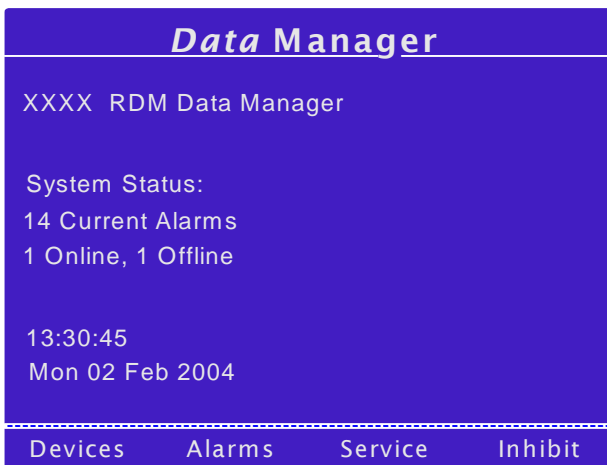 Data Manager
XXXX RDM Data Manager
System Status:
14 Current Alarms
1 Online, 1 Offline
13:30:45
Mon 02 Feb 2004
Devices Alarms Service Inhibit